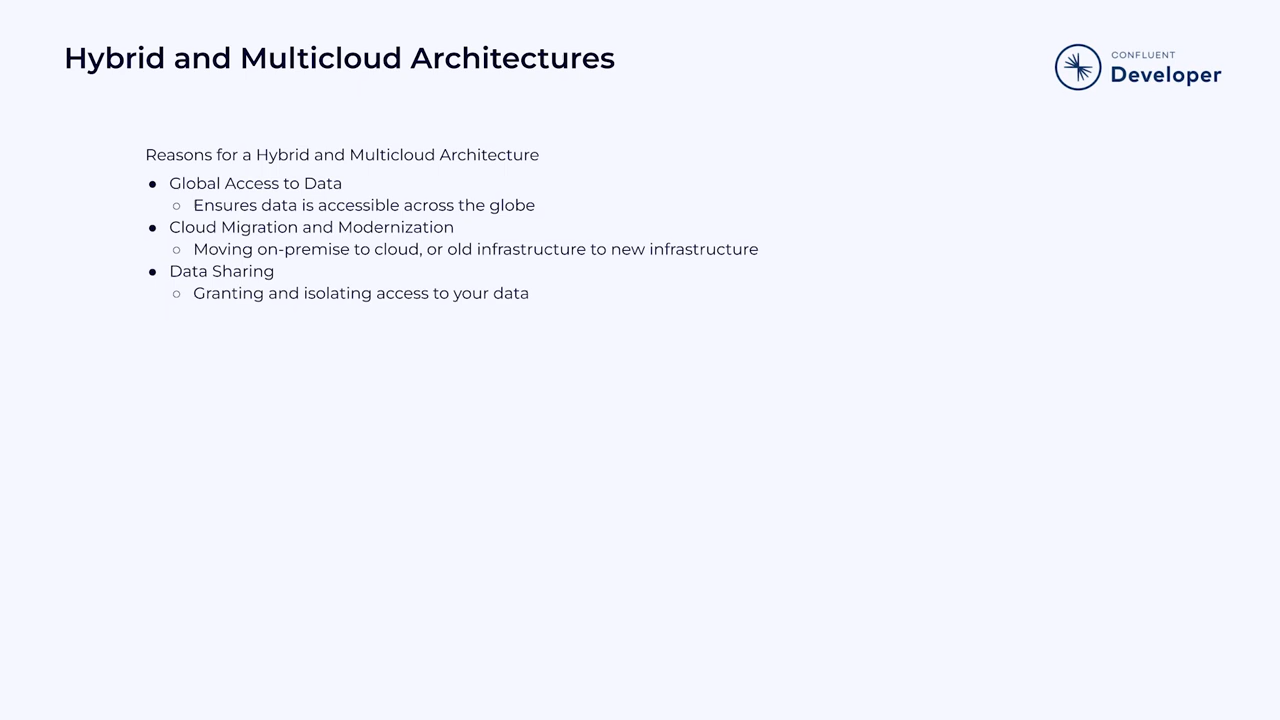 Hybrid and Multicloud Architectures
CONFLUENT
Developer
Reasons for a Hybrid and Multicloud Architecture
● Global Access to Data
○ Ensures data is accessible across the globe
● Cloud Migration and Modernization
○ Moving on-premise to cloud, or old infrastructure to new infrastructure
● Data Sharing
○ Granting and isolating access to your data